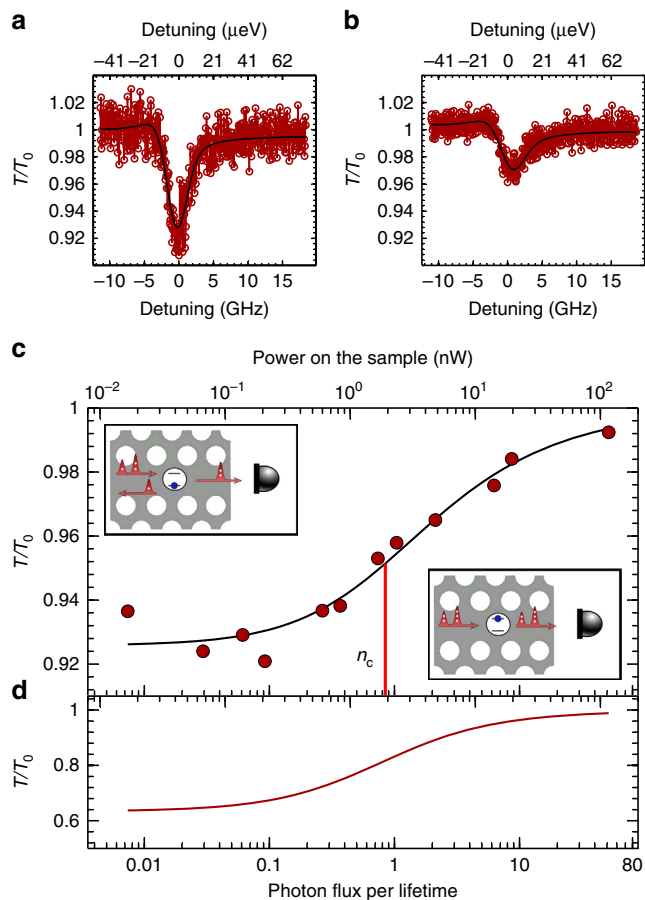 a
Detuning (μeV)
−41 −21 0 21 41 62
1.02
1
0.98
0.96
0.94
0.92
T/T0
−10 −5 0 5 10 15
Detuning (GHz)
b
Detuning (μeV)
−41 −21 0 21 41 62
1.02
1
0.98
0.96
0.94
0.92
T/T0
−10 −5 0 5 10 15
Detuning (GHz)
c
Power on the sample (nW)
10−2 10−1 100 101 102
1
0.98
0.96
0.94
0.92
T/T0
nc
d
1
0.8
0.6
T/T0
0.01 0.1 1 10 80
Photon flux per lifetime